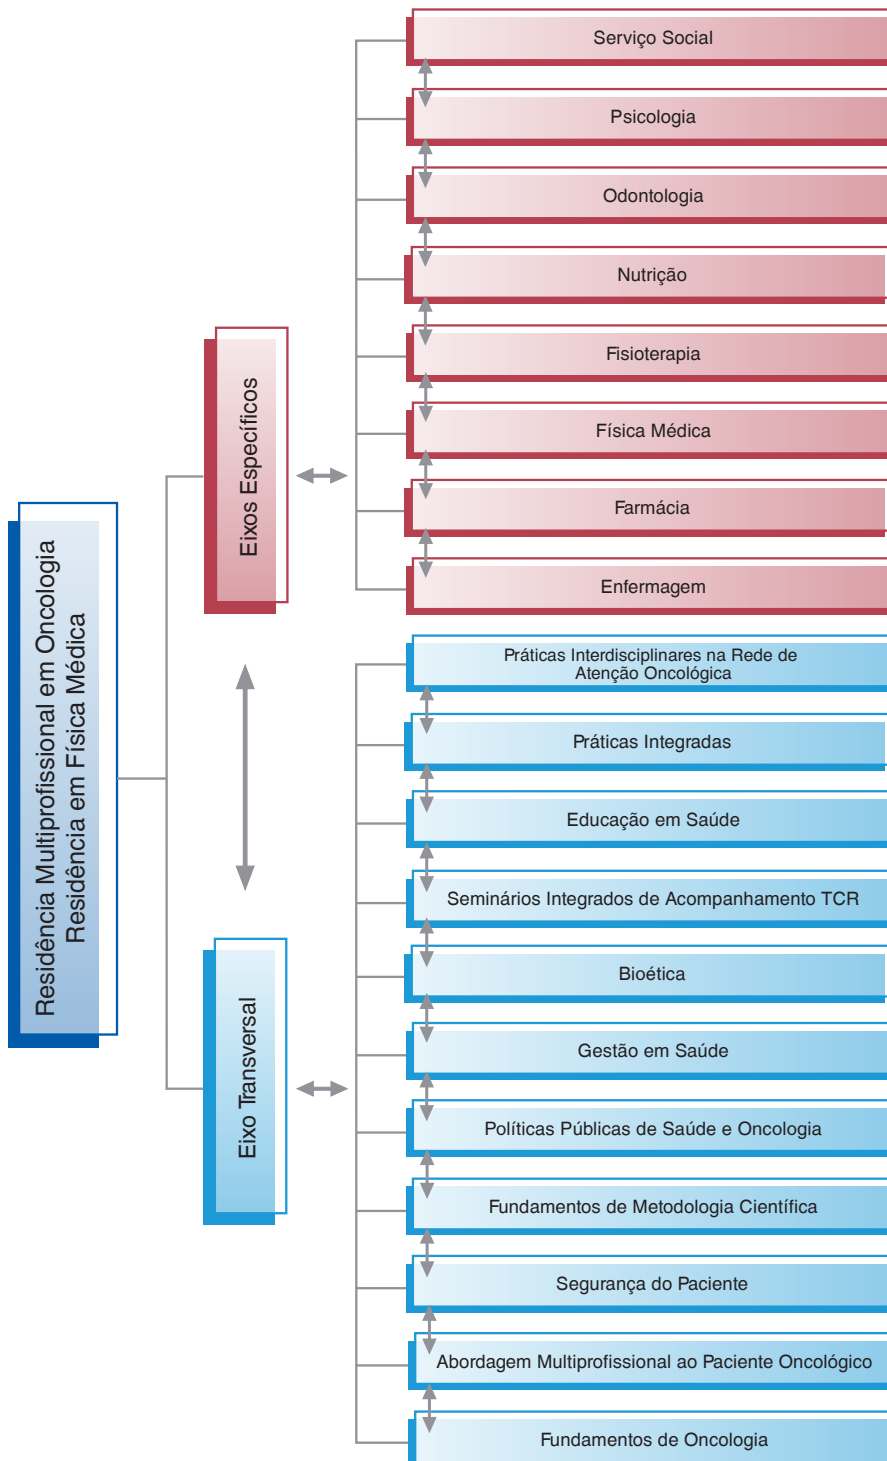 Residência Multiprofissional em Oncologia
Residência em Física Médica
Eixos Específicos
Serviço Social
Psicologia
Odontologia
Nutrição
Fisioterapia
Física Médica
Farmácia
Enfermagem
Eixo Transversal
Práticas Interdisciplinares na Rede de
Atenção Oncológica
Práticas Integradas
Educação em Saúde
Seminários Integrados de Acompanhamento TCR
Bioética
Gestão em Saúde
Políticas Públicas de Saúde e Oncologia
Fundamentos de Metodologia Científica
Segurança do Paciente
Abordagem Multiprofissional ao Paciente Oncológico
Fundamentos de Oncologia